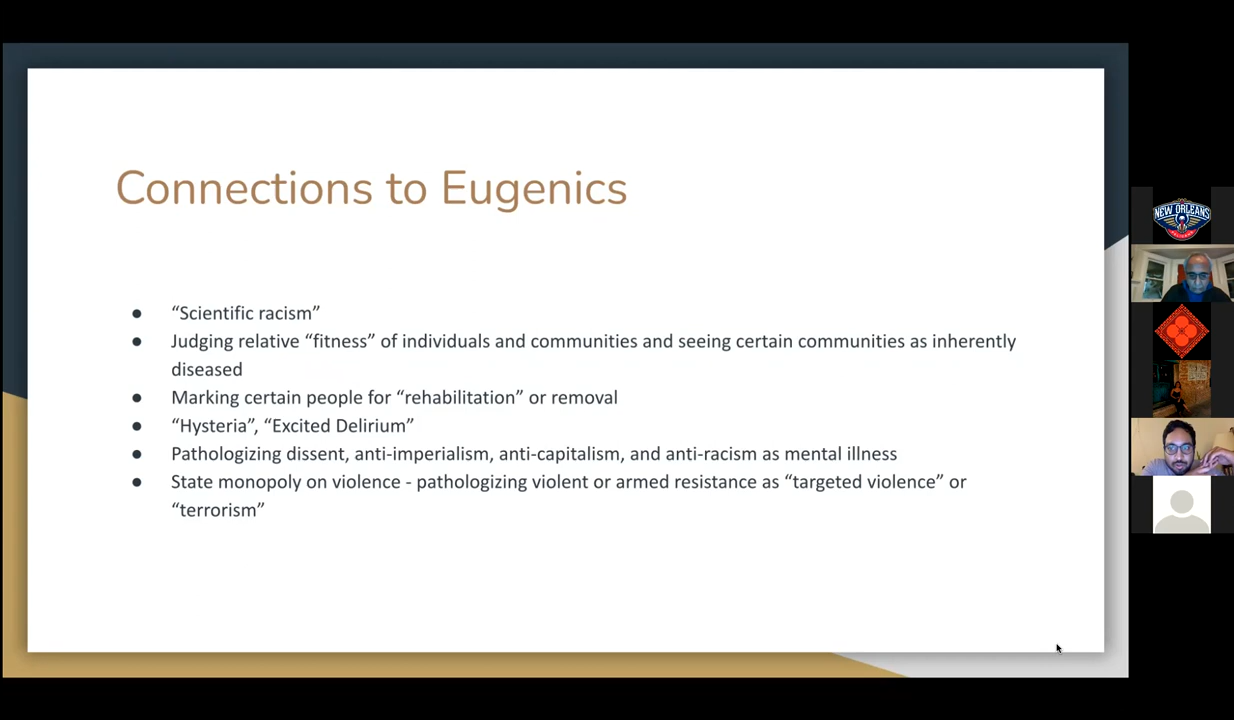 Connections to Eugenics
● “Scientific racism”
● Judging relative “fitness” of individuals and communities and seeing certain communities as inherently
diseased
● Marking certain people for “rehabilitation” or removal
● “Hysteria”, “Excited Delirium”
● Pathologizing dissent, anti-imperialism, anti-capitalism, and anti-racism as mental illness
● State monopoly on violence - pathologizing violent or armed resistance as “targeted violence” or
“terrorism”
NEW ORLEANS